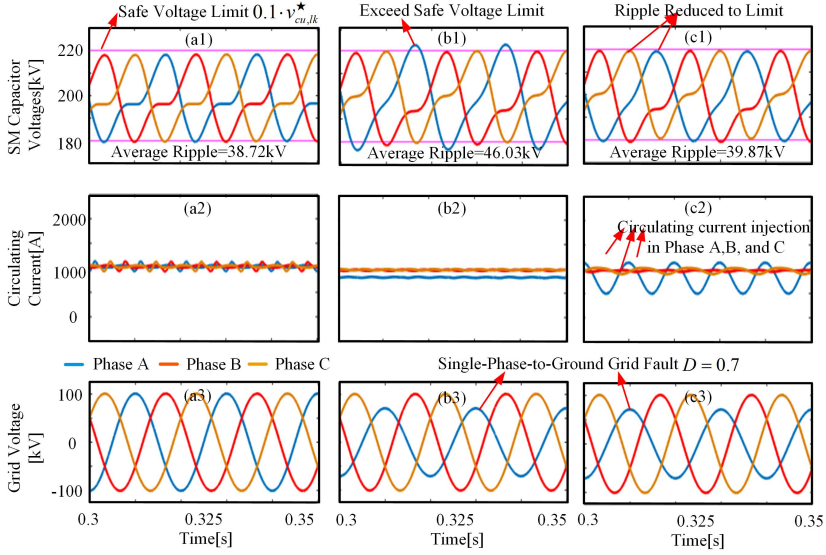 Safe Voltage Limit 0.1·v★cu,lk
Exceed Safe Voltage Limit
Ripple Reduced to Limit
SM Capacitor
Voltages[kV]
220
200
180
(a1)
(b1)
(c1)
Average Ripple=38.72kV
Average Ripple=46.03kV
Average Ripple=39.87kV
Circulating
Current[A]
2000
1000
0
(a2)
(b2)
(c2)
Circulating current injection
in Phase A,B, and C
Phase A
Phase B
Phase C
Single-Phase-to-Ground Grid Fault D = 0.7
Grid Voltage
[kV]
100
0
-100
(a3)
(b3)
(c3)
0.3
0.325
0.35
0.3
0.325
0.35
0.3
0.325
0.35
Time[s]
Time[s]
Time[s]